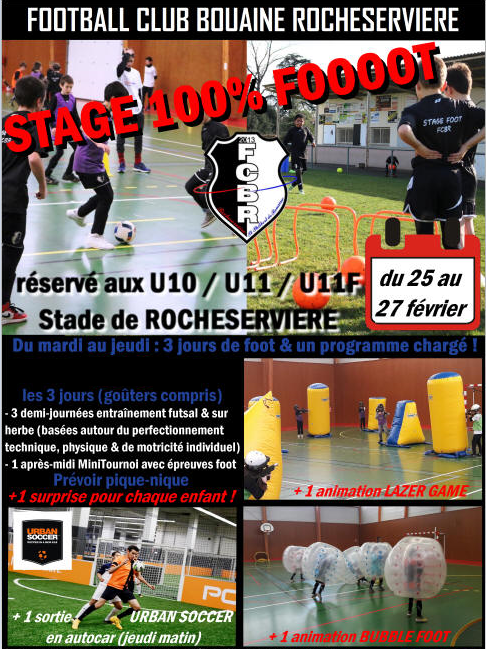 FOOTBALL CLUB BOUAINE ROCHESERVIERE
STAGE 100% FOOOOT
STAGE FOOT
FCBR
2013
FCBR
réservé aux U10 / U11 / U11F
Stade de ROCHESERVIERE
du 25 au
27 février
Du mardi au jeudi : 3 jours de foot & un programme chargé !
les 3 jours (goûters compris)
- 3 demi-journées entraînement futsal & sur
herbe (basées autour du perfectionnement
technique, physique & de motricité individuel)
- 1 après-midi MiniTournoi avec épreuves foot
Prévoir pique-nique
+1 surprise pour chaque enfant !
+ 1 animation LAZER GAME
URBAN
SOCCER
+ 1 sortie URBAN SOCCER
en autocar (jeudi matin)
+ 1 animation BUBBLE FOOT